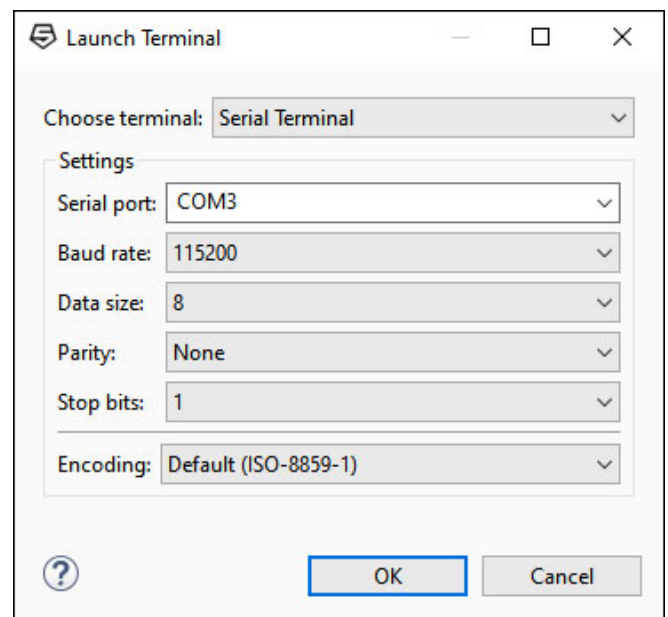 Launch Terminal
Choose terminal: Serial Terminal
Settings
Serial port: COM3
Baud rate: 115200
Data size: 8
Parity: None
Stop bits: 1
Encoding: Default (ISO-8859-1)
? OK Cancel